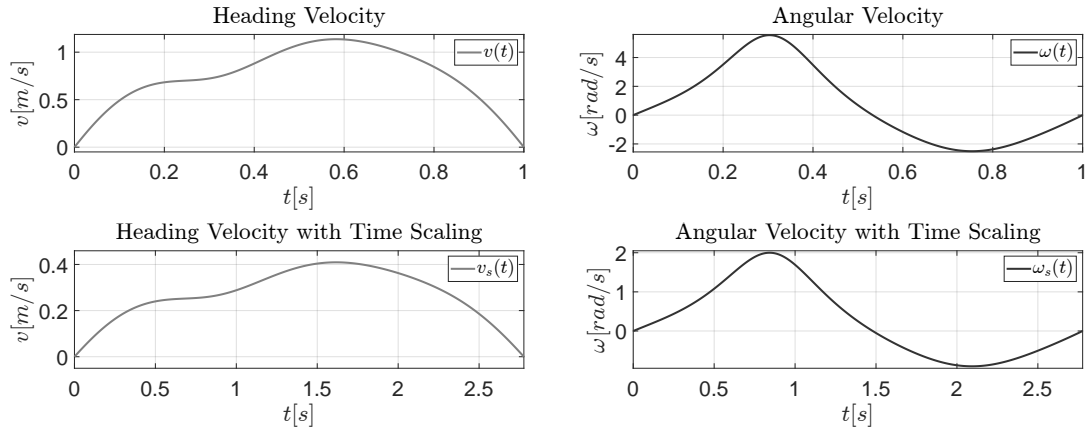 Heading Velocity
v[m/s]
1
0.5
0
v(t)
0 0.2 0.4 0.6 0.8 1
t[s]
Angular Velocity
ω[rad/s]
4
2
0
-2
ω(t)
0 0.2 0.4 0.6 0.8 1
t[s]
Heading Velocity with Time Scaling
v[m/s]
0.4
0.2
0
v_s(t)
0 0.5 1 1.5 2 2.5
t[s]
Angular Velocity with Time Scaling
ω[rad/s]
2
1
0
ω_s(t)
0 0.5 1 1.5 2 2.5
t[s]